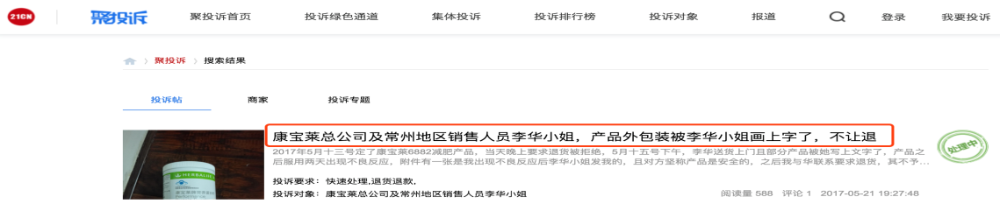 21CN 聚投诉 聚投诉首页 投诉绿色通道 集体投诉 投诉排行榜 投诉对象 报道 登录 我要投诉
聚投诉 搜索结果
投诉帖 商家 投诉专题
康宝莱总公司及常州地区销售人员李华小姐，产品外包装被李华小姐画上字了，不让退
2017年5月十三号定了康宝莱6882减肥产品，当天晚上要求退货被拒绝，5月十五号下午，李华送货上门且部分产品被她写上文字了，产品之
后服用两天出现不良反应，附件有一张是我出现不良反应后李华小姐发我的，且对方坚称产品是安全的，之后我与华联系要求退货，其不予...
处理中
HERBALIFE
投诉要求：快速处理,退货退款,
投诉对象：康宝莱总公司及常州地区销售人员李华小姐
阅读量 588 评论 1 2017-05-21 19:27:48